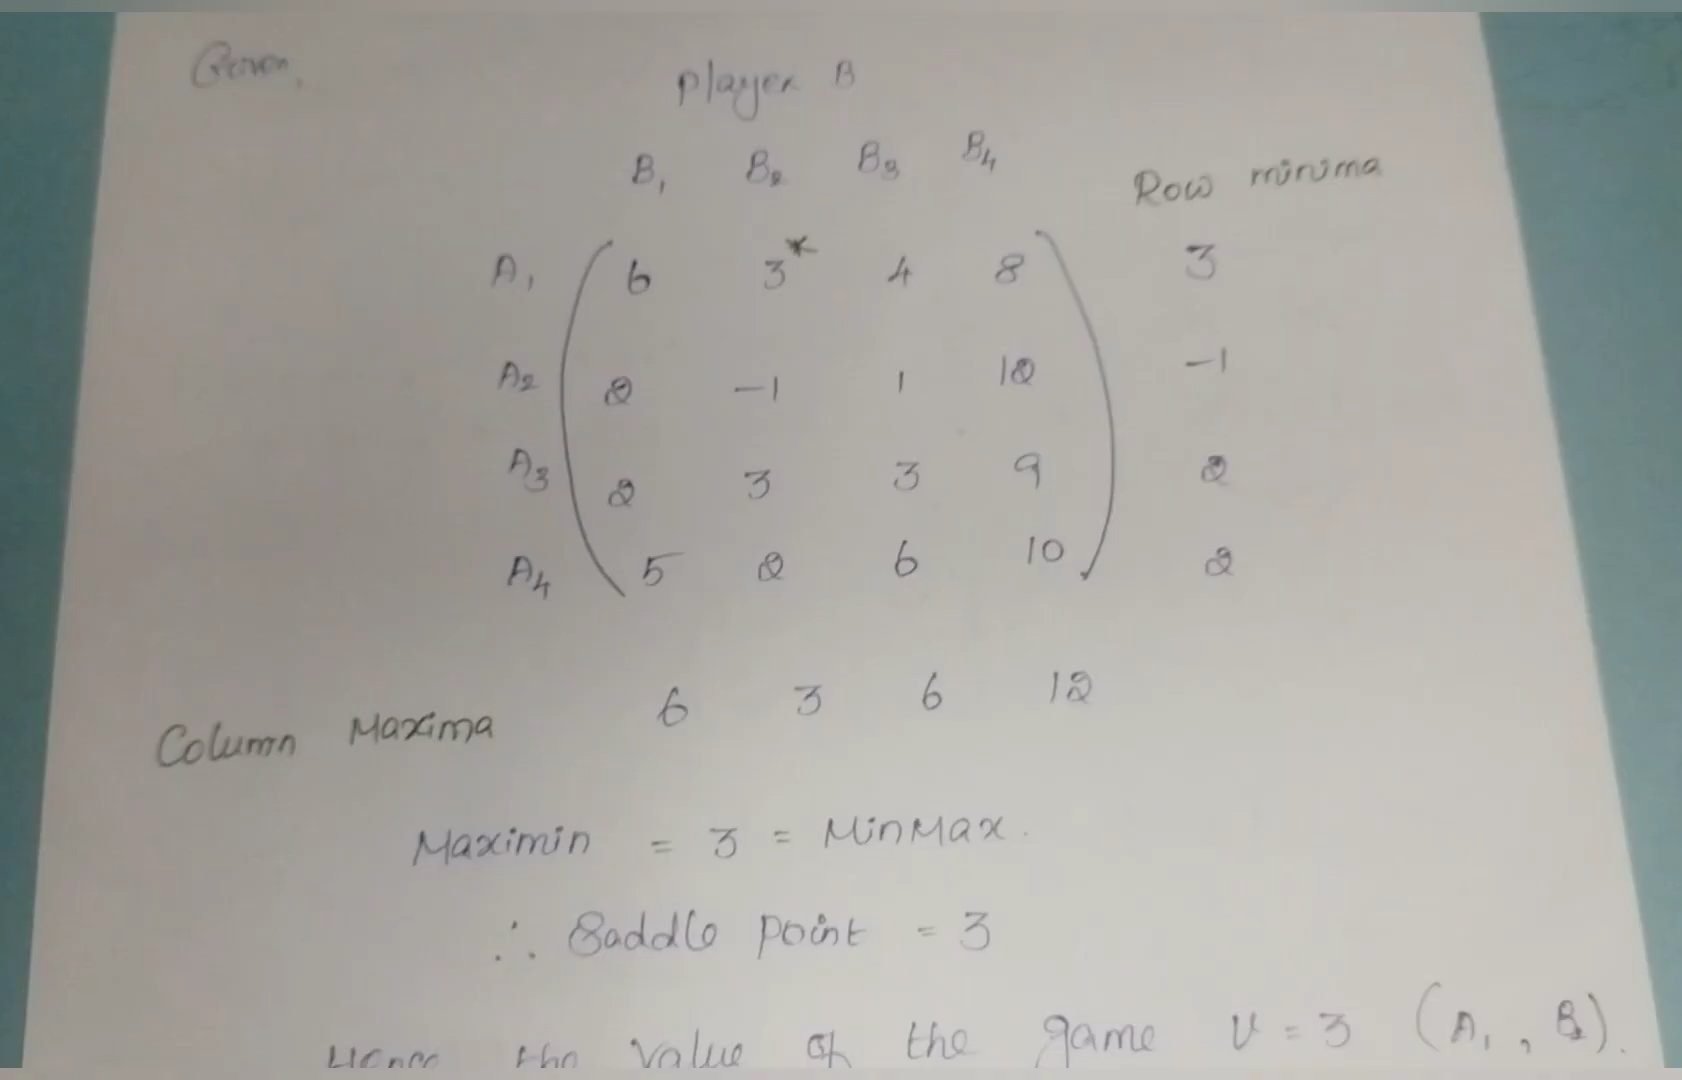 Given,
Player B
B1 B2 B3 B4 Row minima
A1 6 3* 4 8 3
A2 2 -1 1 12 -1
A3 2 3 3 9 2
A4 5 2 6 10 2
Column Maxima 6 3 6 12
Maximin = 3 = MinMax.
∴ Saddle Point = 3
Hence the value of the game V = 3 (A1, B2).